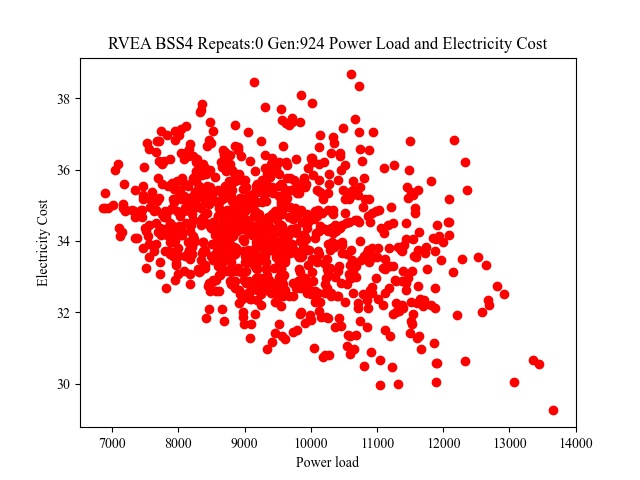 RVEA BSS4 Repeats:0 Gen:924 Power Load and Electricity Cost
38
36
34
32
30
Electricity Cost
7000 8000 9000 10000 11000 12000 13000 14000
Power load